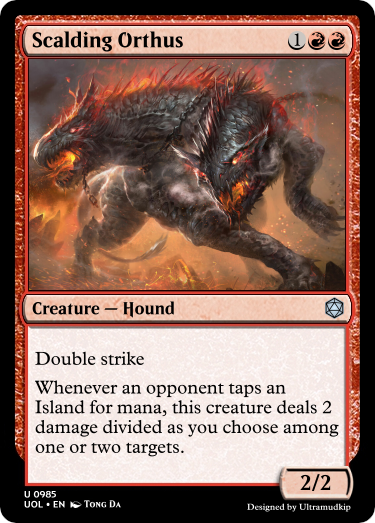 Scalding Orthus 1
Creature — Hound
Double strike
Whenever an opponent taps an
Island for mana, this creature deals 2
damage divided as you choose among
one or two targets.
2/2
U 0985
UOL • EN Tong Da
Designed by Ultramudkip